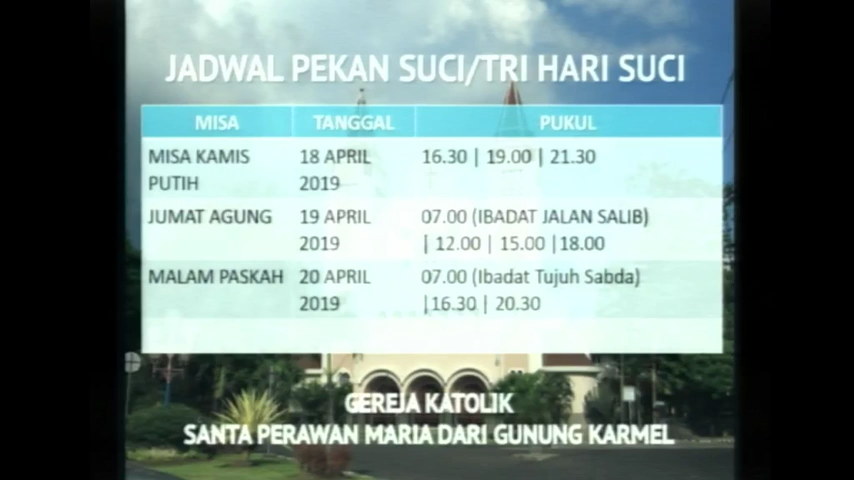 JADWAL PEKAN SUCI/TRI HARI SUCI
MISA TANGGAL PUKUL
MISA KAMIS PUTIH 18 APRIL 2019 16.30 | 19.00 | 21.30
JUMAT AGUNG 19 APRIL 2019 07.00 (IBADAT JALAN SALIB) | 12.00 | 15.00 |18.00
MALAM PASKAH 20 APRIL 2019 07.00 (Ibadat Tujuh Sabda) |16.30 | 20.30
GEREJA KATOLIK
SANTA PERAWAN MARIA DARI GUNUNG KARMEL